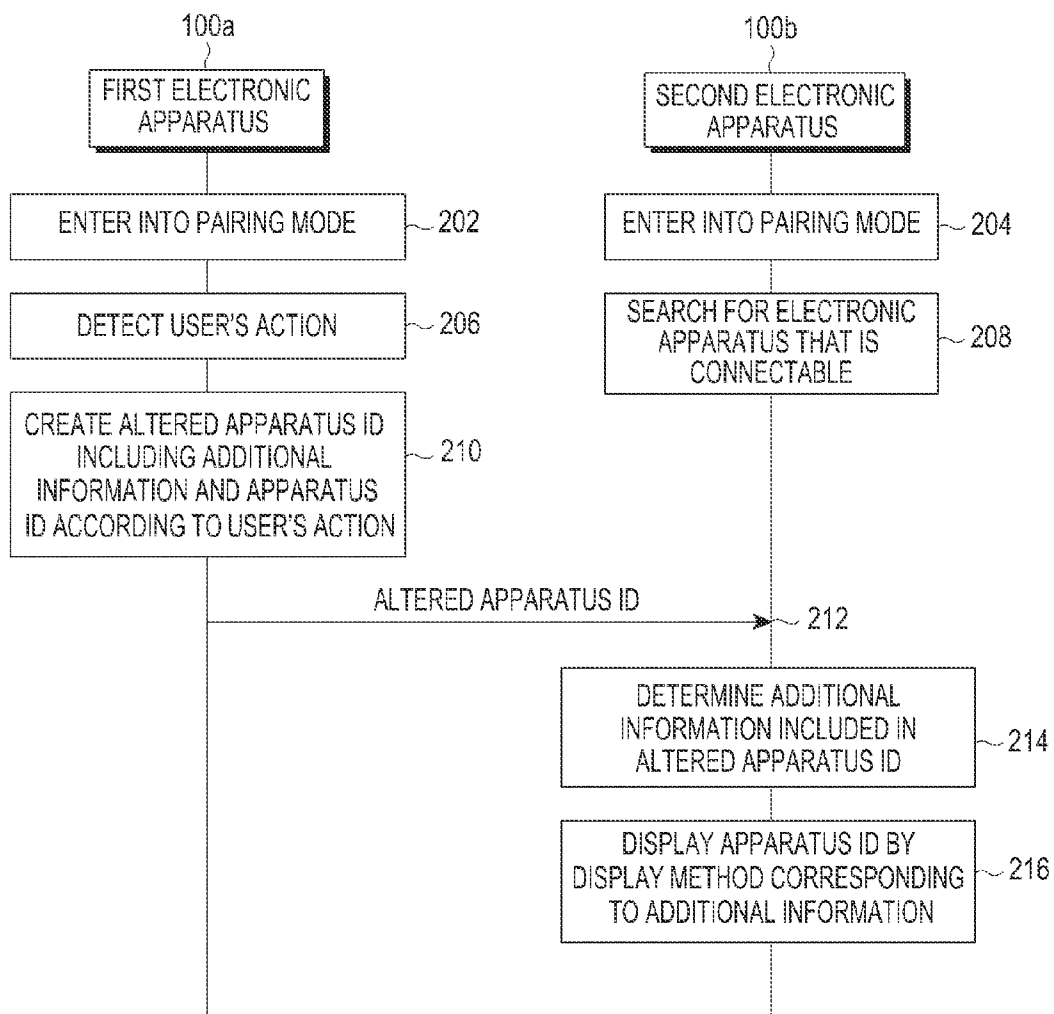 100a
100b
FIRST ELECTRONIC
APPARATUS
SECOND ELECTRONIC
APPARATUS
ENTER INTO PAIRING MODE
202
ENTER INTO PAIRING MODE
204
DETECT USER'S ACTION
206
SEARCH FOR ELECTRONIC
APPARATUS THAT IS
CONNECTABLE
208
CREATE ALTERED APPARATUS ID
INCLUDING ADDITIONAL
INFORMATION AND APPARATUS
ID ACCORDING TO USER'S ACTION
210
ALTERED APPARATUS ID
212
DETERMINE ADDITIONAL
INFORMATION INCLUDED IN
ALTERED APPARATUS ID
214
DISPLAY APPARATUS ID BY
DISPLAY METHOD CORRESPONDING
TO ADDITIONAL INFORMATION
216